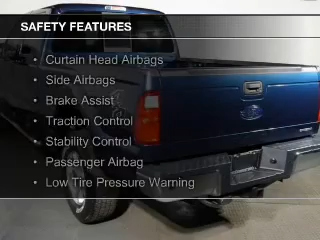 SAFETY FEATURES
• Curtain Head Airbags
• Side Airbags
• Brake Assist
• Traction Control
• Stability Control
• Passenger Airbag
• Low Tire Pressure Warning